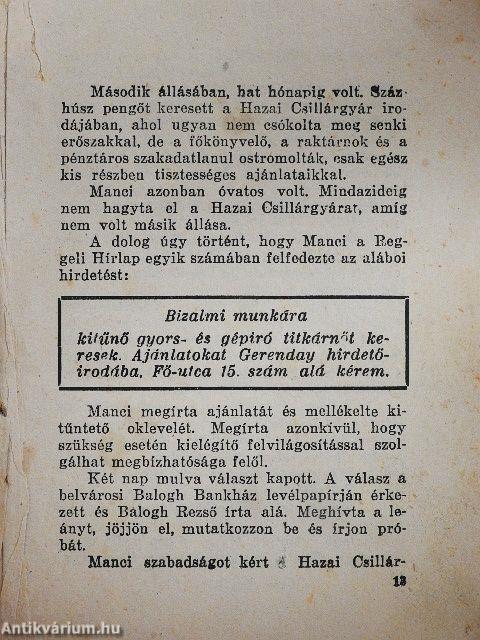 Második állásában, hat hónapig volt. Száz-
húsz pengőt keresett a Hazai Csillárgyár iro-
dájában, ahol ugyan nem csókolta meg senki
erőszakkal, de a főkönyvelő, a raktárnok és a
pénztáros szakadatlanul ostromolták, csak egész
kis részben tisztességes ajánlataikkal.
Manci azonban óvatos volt. Mindazideig
nem hagyta el a Hazai Csillárgyárat, amíg
nem volt másik állása.
A dolog úgy történt, hogy Manci a Reg-
geli Hírlap egyik számában felfedezte az alábbi
hirdetést:
Bizalmi munkára
kitűnő gyors- és gépiró titkárnőt ke-
resek. Ajánlatokat Gerenday hirdető-
irodába, Fő-utca 15. szám alá kérem.
Manci megírta ajánlatát és mellékelte ki-
tűntető oklevelét. Megírta azonkívül, hogy
szükség esetén kielégítő felvilágosítással szol-
gálhat megbízhatósága felől.
Két nap mulva választ kapott. A válasz a
belvárosi Balogh Bankház levélpapirján érke-
zett és Balogh Rezső írta alá. Meghívta a le-
ányt, jöjjön el, mutatkozzon be és írjon pró-
bát.
Manci szabadságot kért a Hazai Csillár-
13
Antikvárium.hu